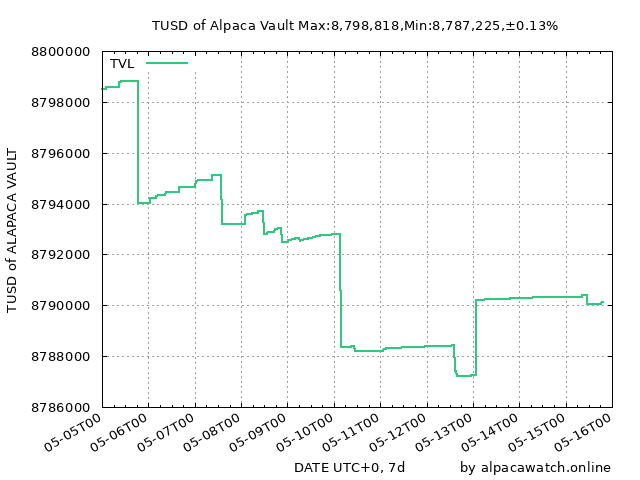 TUSD of Alpaca Vault Max:8,798,818,Min:8,787,225,±0.13%
TVL
8800000
8798000
8796000
8794000
8792000
8790000
8788000
8786000
TUSD of ALAPACA VAULT
05-05T00
05-06T00
05-07T00
05-08T00
05-09T00
05-10T00
05-11T00
05-12T00
05-13T00
05-14T00
05-15T00
05-16T00
DATE UTC+0, 7d
by alpacawatch.online